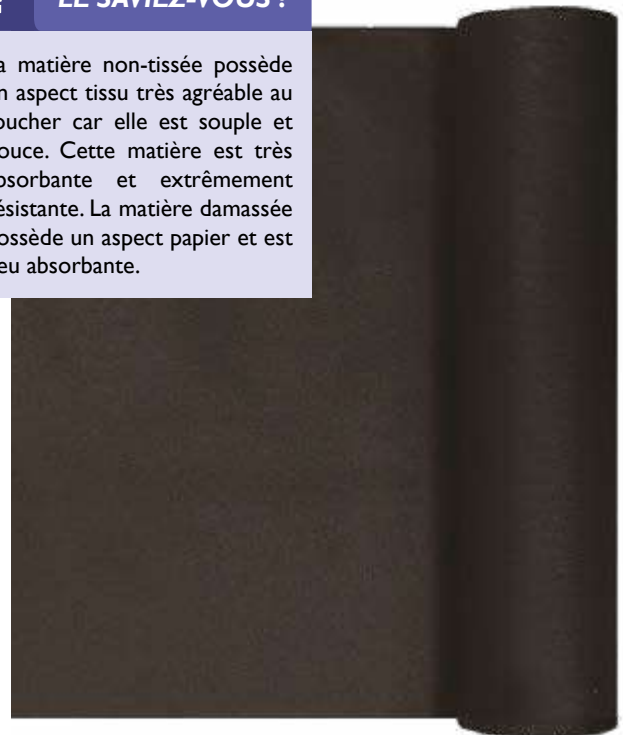 LE SAVIEZ-VOUS ?
a matière non-tissée possède
n aspect tissu très agréable au
oucher car elle est souple et
ouce. Cette matière est très
bsorbante et extrêmement
ésistante. La matière damassée
ossède un aspect papier et est
eu absorbante.